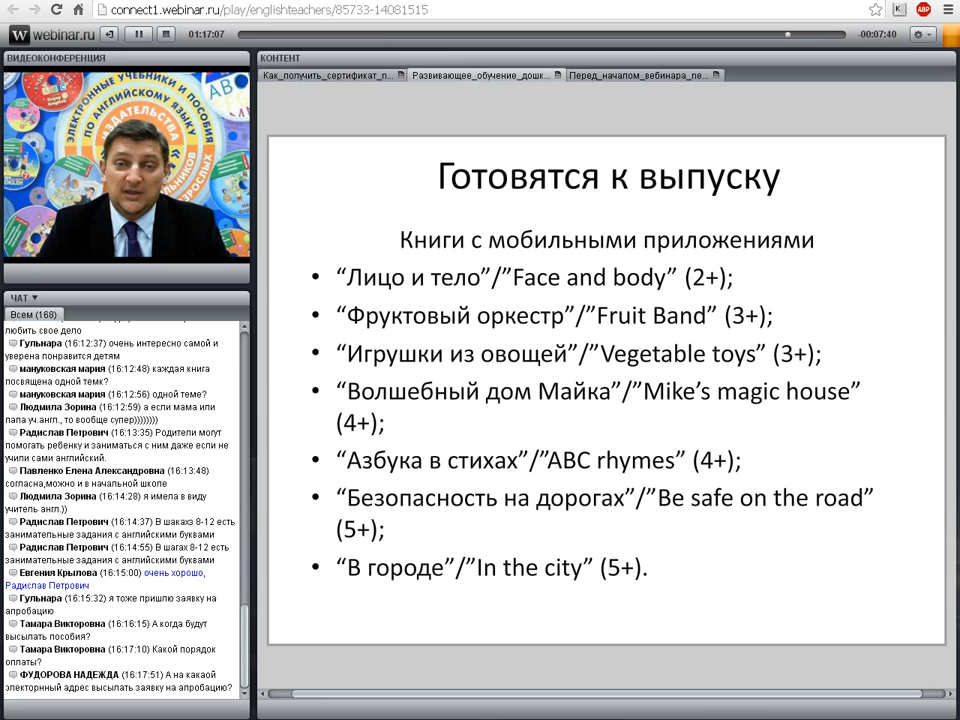 connect1.webinar.ru/play/englishteachers/85733-14081515
webinar.ru
01:17:07
-00:07:40
ВИДЕОКОНФЕРЕНЦИЯ
ЭЛЕКТРОННЫЕ УЧЕБНИКИ И ПОСОБИЯ
ПО АНГЛИЙСКОМУ ЯЗЫКУ
ИЗДАТЕЛЬСТВА
ЧАТ
Всем (168)
любить свое дело
Гульнара (16:12:37) очень интересно самой и
уверена понравится детям
мануковская мария (16:12:48) каждая книга
посвящена одной темк?
мануковская мария (16:12:56) одной теме?
Людмила Зорина (16:12:59) а если мама или
папа уч.англ., то вообще супер))))))))
Радислав Петрович (16:13:35) Родители могут
помогать ребенку и заниматься с ним даже если не
учили сами английский.
Павленко Елена Александровна (16:13:48)
согласна,можно и в начальной школе
Людмила Зорина (16:14:28) я имела в виду
учитель англ.))
Радислав Петрович (16:14:37) В шакахз 8-12 есть
занимательные задания с английскими буквами
Радислав Петрович (16:14:55) В шагах 8-12 есть
занимательные задания с английскими буквами
Евгения Крылова (16:15:00) очень хорошо,
Радислав Петрович
Гульнара (16:15:32) я тоже пришлю заявку на
апробацию
Тамара Викторовна (16:16:15) А когда будут
высылать пособия?
Тамара Викторовна (16:17:10) Какой порядок
оплаты?
ФУДОРОВА НАДЕЖДА (16:17:51) А на какаой
электорнный адрес высылать заявку на апробацию?
КОНТЕНТ
Как_получить_сертификат_п...
Развивающее_обучение_дошк...
Перед_началом_вебинара_пе...
Готовятся к выпуску
Книги с мобильными приложениями
• “Лицо и тело”/”Face and body” (2+);
• “Фруктовый оркестр”/”Fruit Band” (3+);
• “Игрушки из овощей”/”Vegetable toys” (3+);
• “Волшебный дом Майка”/”Mike’s magic house”
(4+);
• “Азбука в стихах”/”ABC rhymes” (4+);
• “Безопасность на дорогах”/”Be safe on the road”
(5+);
• “В городе”/”In the city” (5+).